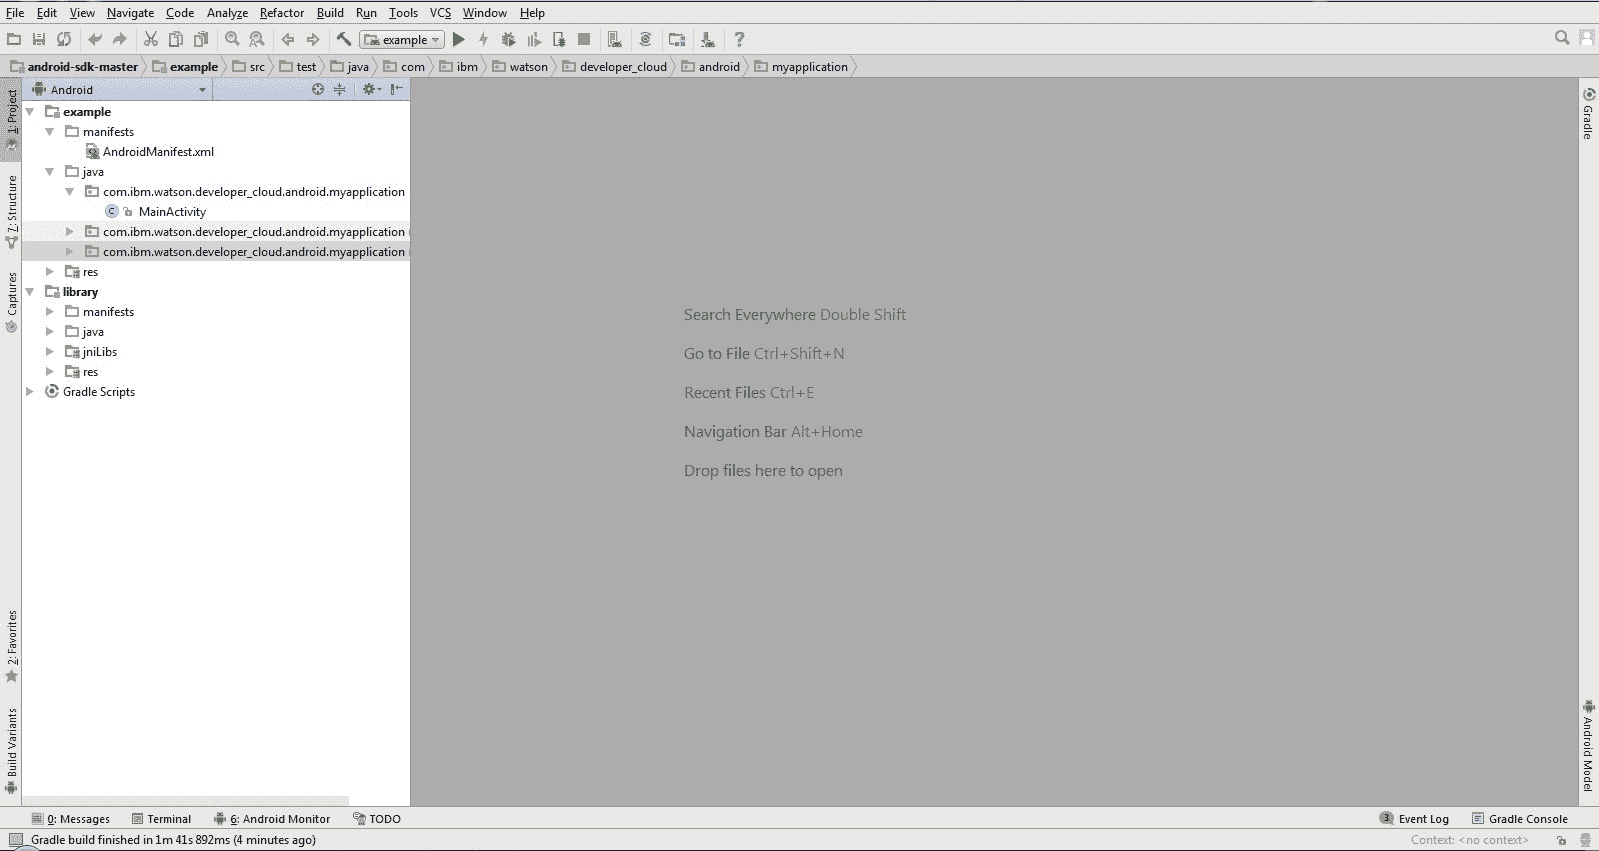 File Edit View Navigate Code Analyze Refactor Build Run Tools VCS Window Help
example
android-sdk-master example src test java com ibm watson developer_cloud android myapplication
1: Project
7: Structure
Captures
2: Favorites
Build Variants
Android
example
manifests
AndroidManifest.xml
java
com.ibm.watson.developer_cloud.android.myapplication
C MainActivity
com.ibm.watson.developer_cloud.android.myapplication
com.ibm.watson.developer_cloud.android.myapplication
res
library
manifests
java
jniLibs
res
Gradle Scripts
Search Everywhere Double Shift
Go to File Ctrl+Shift+N
Recent Files Ctrl+E
Navigation Bar Alt+Home
Drop files here to open
Gradle
Android Model
0: Messages Terminal 6: Android Monitor TODO 3 Event Log Gradle Console
Gradle build finished in 1m 41s 892ms (4 minutes ago) Context: <no context>